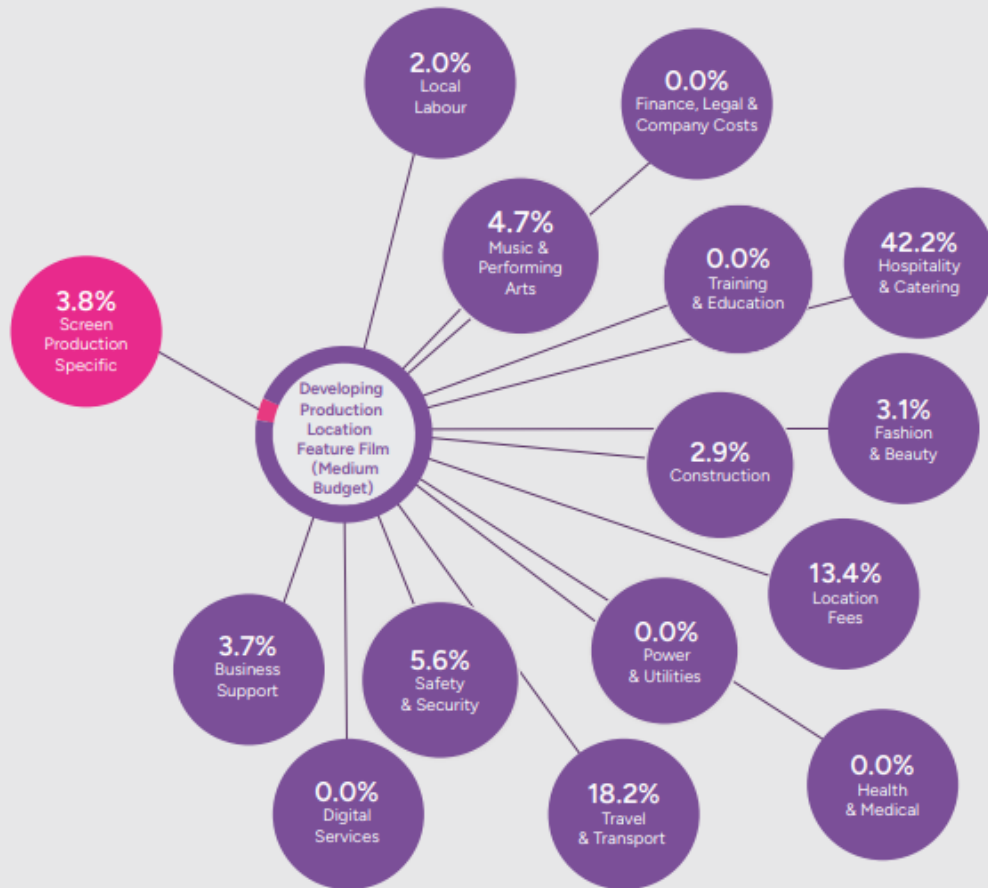 2.0%
Local
Labour
0.0%
Finance, Legal &
Company Costs
4.7%
Music &
Performing
Arts
0.0%
Training
& Education
42.2%
Hospitality
& Catering
3.8%
Screen
Production
Specific
Developing
Production
Location
Feature Film
(Medium
Budget)
2.9%
Construction
3.1%
Fashion
& Beauty
13.4%
Location
Fees
3.7%
Business
Support
5.6%
Safety
& Security
0.0%
Power
& Utilities
0.0%
Digital
Services
18.2%
Travel
& Transport
0.0%
Health
& Medical